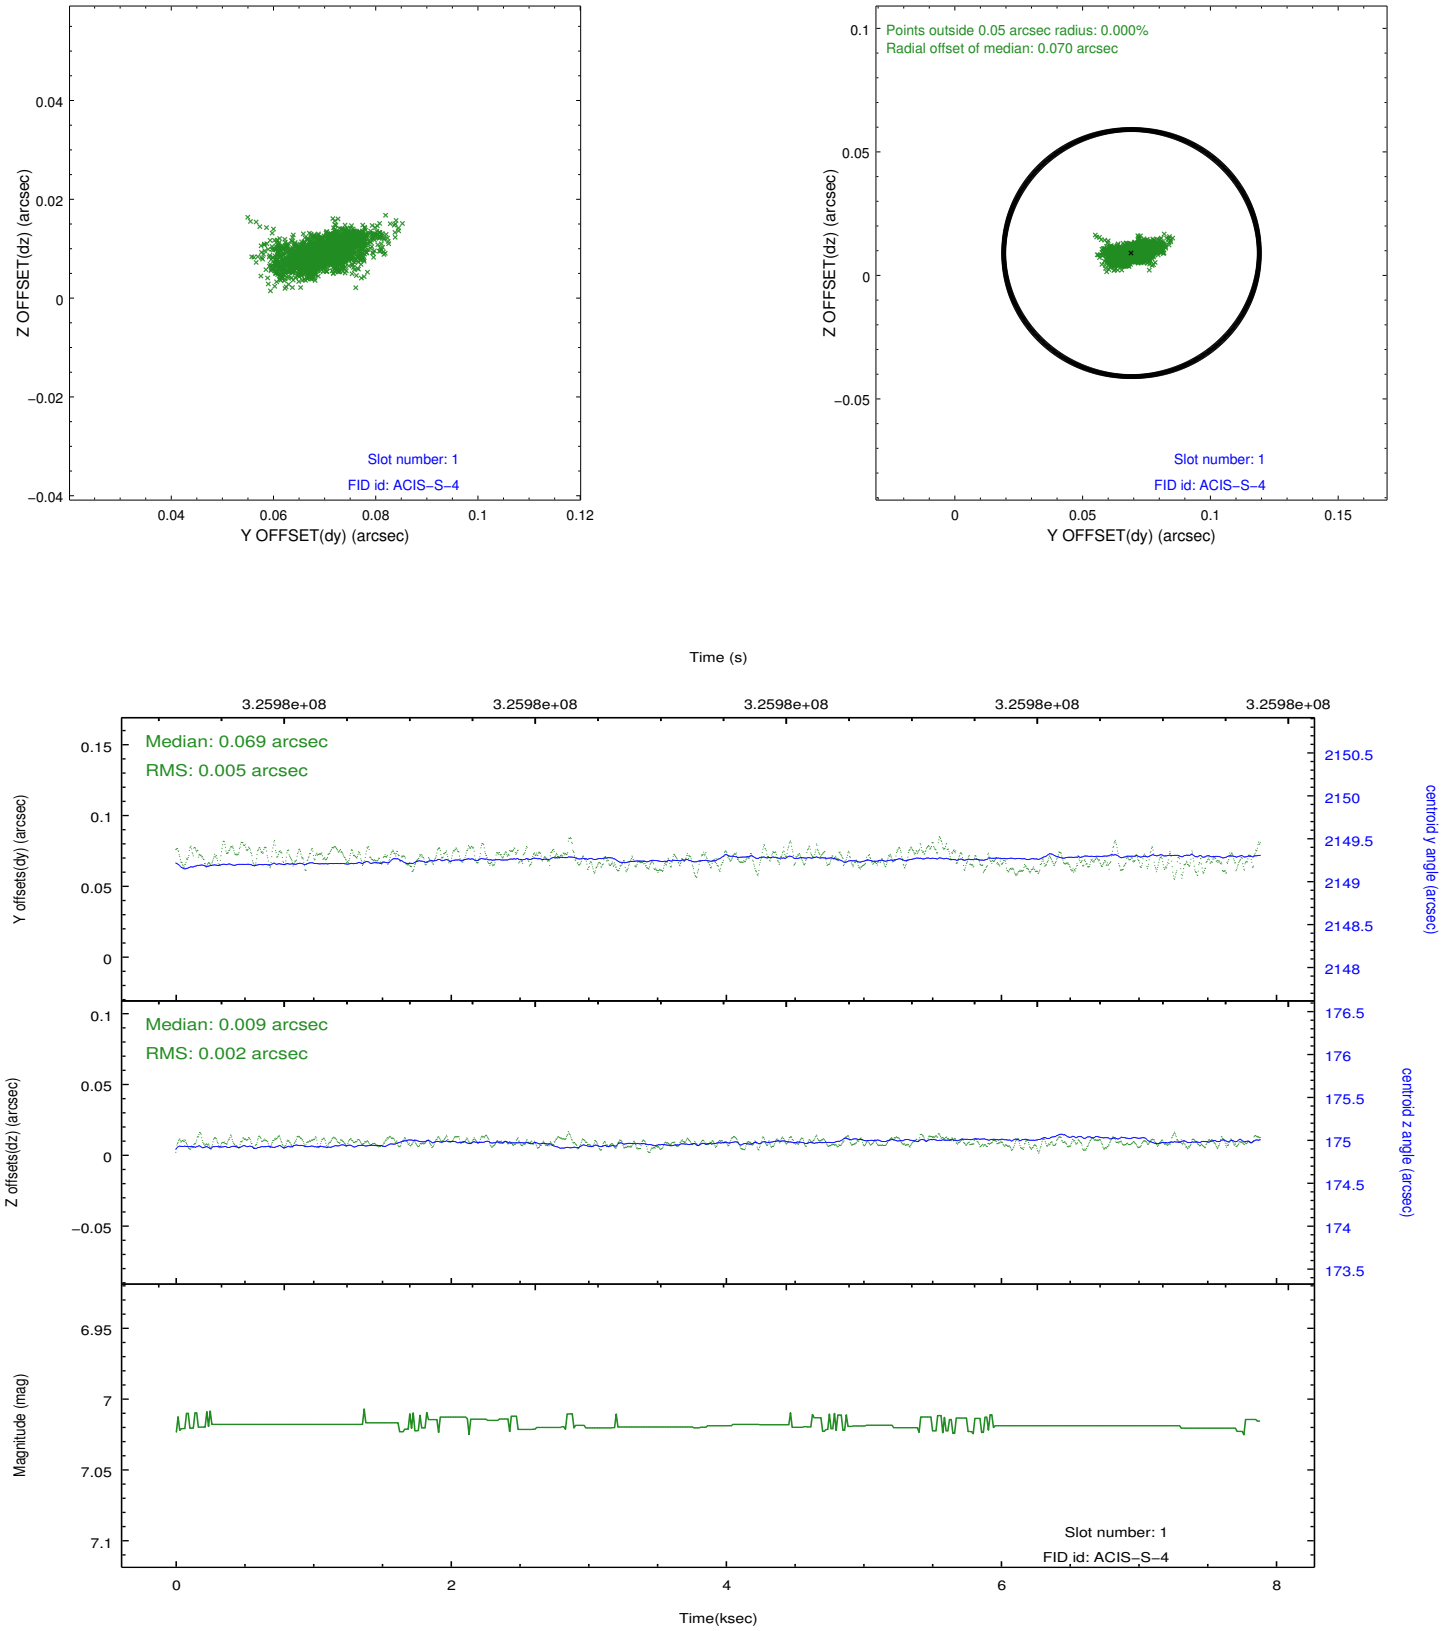 0.04
0.02
0
−0.02
−0.04
Z OFFSET(dz) (arcsec)
0.04 0.06 0.08 0.1 0.12
Y OFFSET(dy) (arcsec)
Slot number: 1
FID id: ACIS−S−4
Points outside 0.05 arcsec radius: 0.000%
Radial offset of median: 0.070 arcsec
0.1
0.05
0
−0.05
Z OFFSET(dz) (arcsec)
0 0.05 0.1 0.15
Y OFFSET(dy) (arcsec)
Slot number: 1
FID id: ACIS−S−4
Time (s)
3.2598e+08 3.2598e+08 3.2598e+08 3.2598e+08 3.2598e+08
Median: 0.069 arcsec
RMS: 0.005 arcsec
0.15
0.1
0.05
0
Y offsets(dy) (arcsec)
2150.5
2150
2149.5
2149
2148.5
2148
centroid y angle (arcsec)
Median: 0.009 arcsec
RMS: 0.002 arcsec
0.1
0.05
0
−0.05
Z offsets(dz) (arcsec)
176.5
176
175.5
175
174.5
174
173.5
centroid z angle (arcsec)
6.95
7
7.05
7.1
Magnitude (mag)
Slot number: 1
FID id: ACIS−S−4
0 2 4 6 8
Time(ksec)